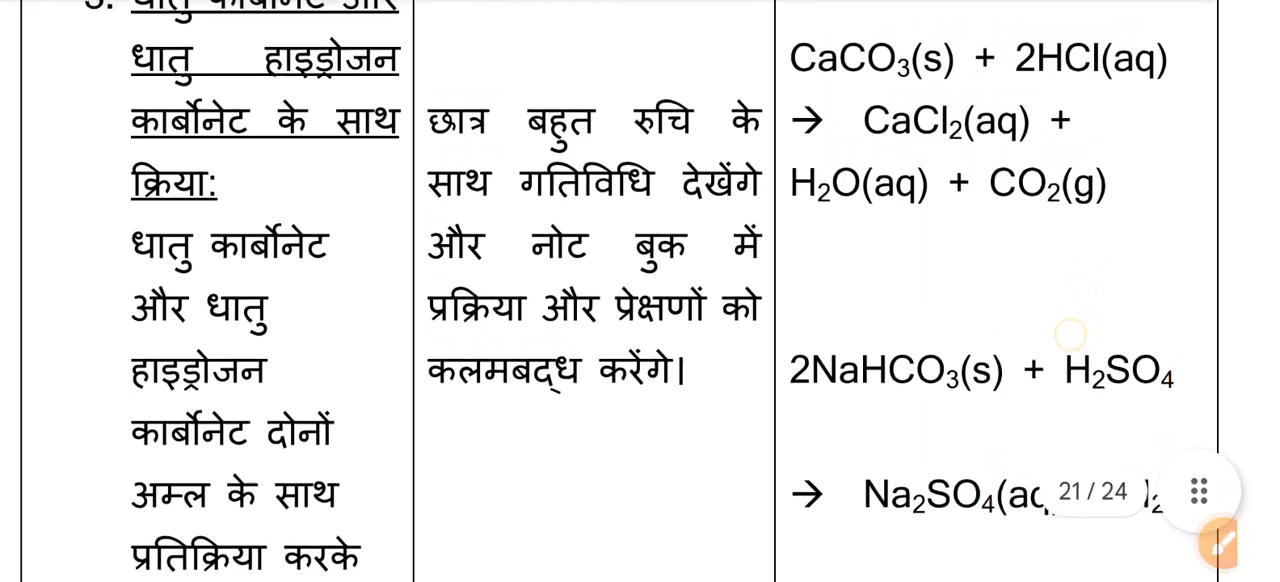 धातु हाइड्रोजन
कार्बोनेट के साथ
क्रिया:
धातु कार्बोनेट
और धातु
हाइड्रोजन
कार्बोनेट दोनों
अम्ल के साथ
प्रतिक्रिया करके
छात्र बहुत रुचि के
साथ गतिविधि देखेंगे
और नोट बुक में
प्रक्रिया और प्रेक्षणों को
कलमबद्ध करेंगे।
CaCO₃(s) + 2HCl(aq)
→ CaCl₂(aq) +
H₂O(aq) + CO₂(g)
2NaHCO₃(s) + H₂SO₄
→ Na₂SO₄(aq
21 / 24